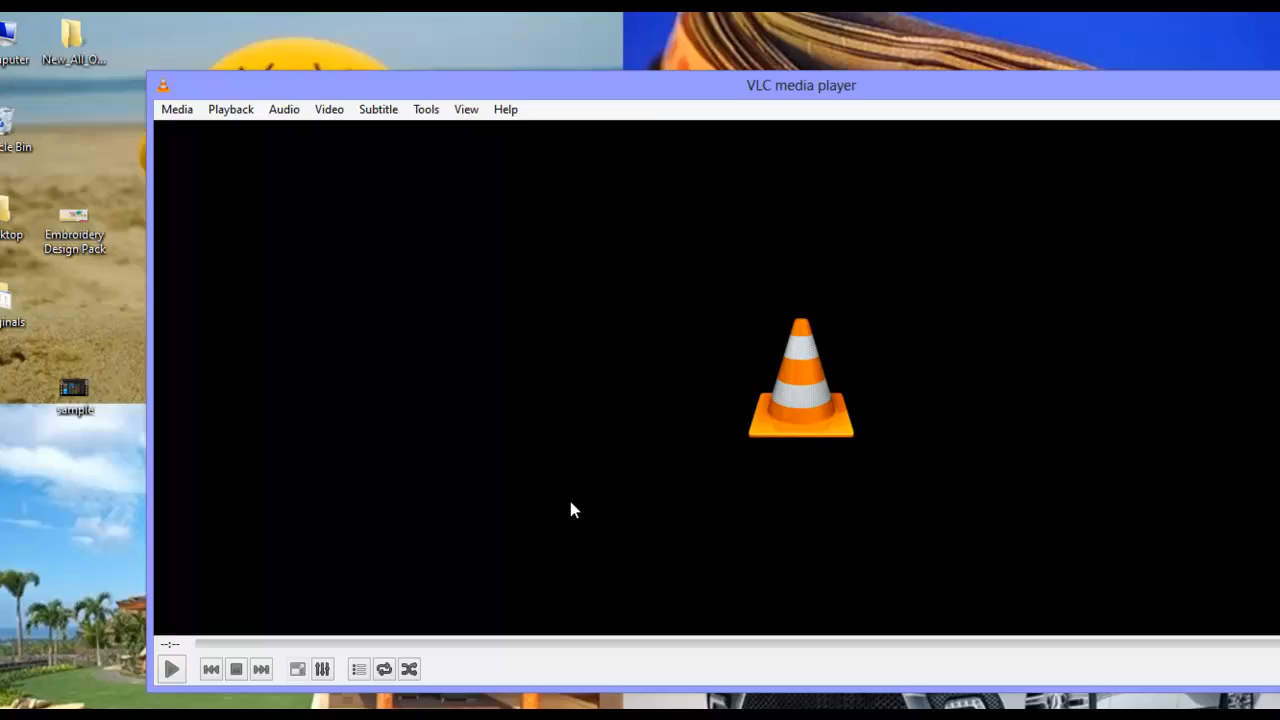 puter
New_All_O...
VLC media player
Media Playback Audio Video Subtitle Tools View Help
cle Bin
ktop
Embroidery
Design Pack
ginals
sample
--:--